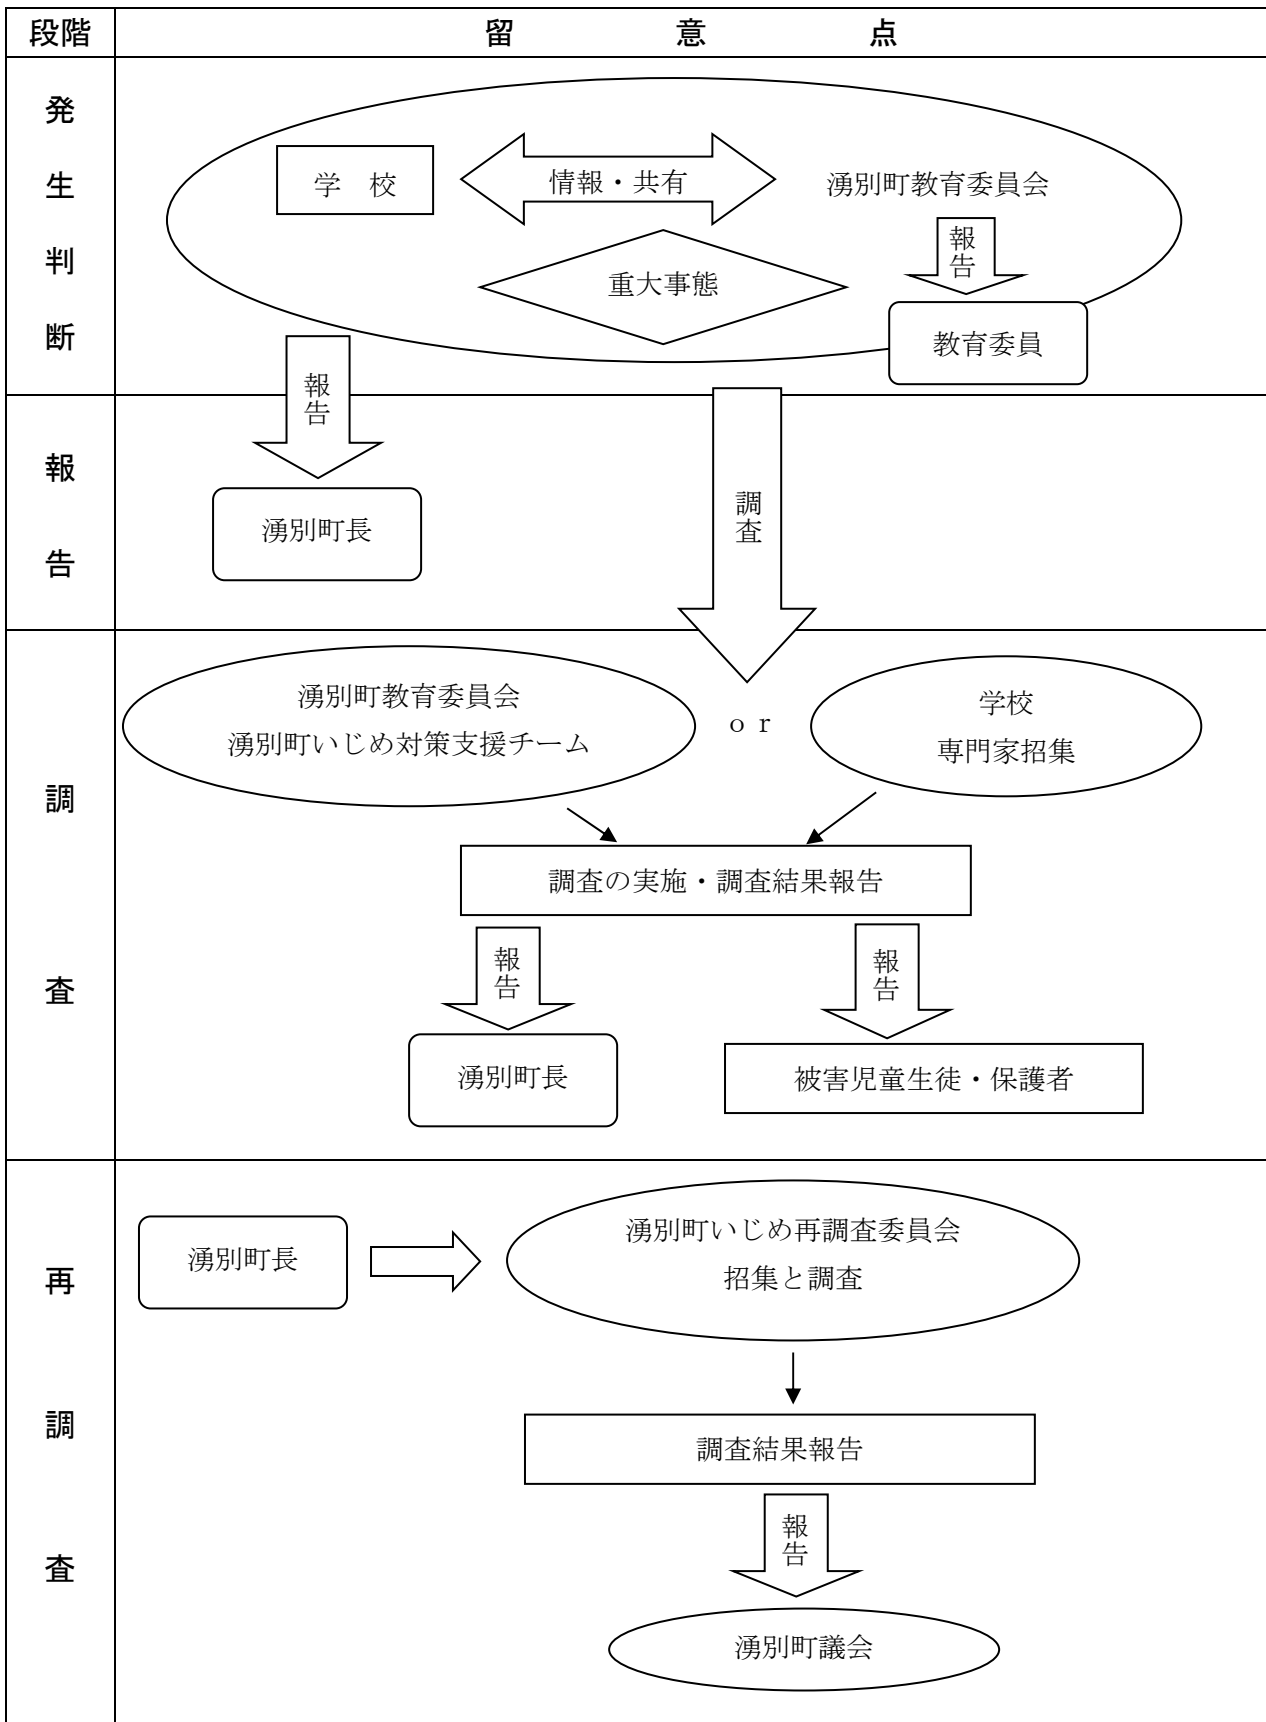 段階
留意点
発生判断
学 校
情報・共有
湧別町教育委員会
報告
重大事態
教育委員
報告
報告
湧別町長
調査
調査
湧別町教育委員会
湧別町いじめ対策支援チーム
or
学校
専門家招集
調査の実施・調査結果報告
報告
報告
湧別町長
被害児童生徒・保護者
再調査
湧別町長
湧別町いじめ再調査委員会
招集と調査
調査結果報告
報告
湧別町議会